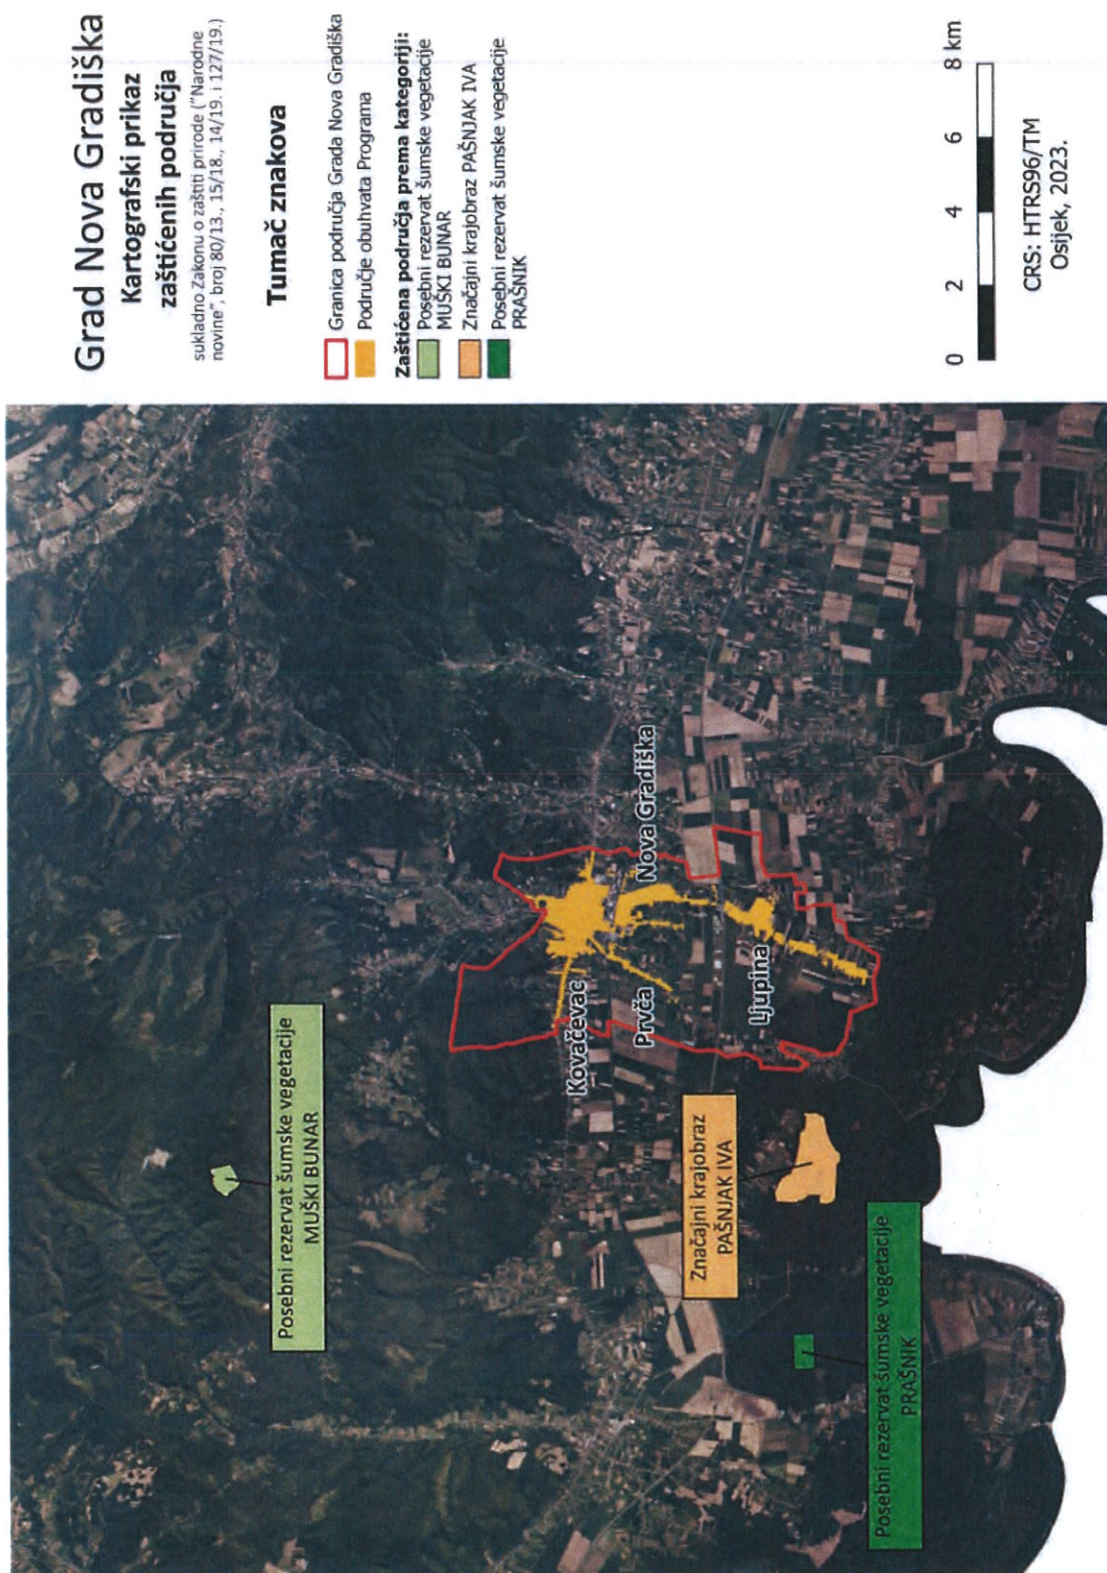 Grad Nova Gradiška
Kartografski prikaz
zaštićenih područja
sukladno Zakonu o zaštiti prirode ("Narodne
novine", broj 80/13., 15/18., 14/19. i 127/19.)
Tumač znakova
Granica područja Grada Nova Gradiška
Područje obuhvata Programa
Zaštićena područja prema kategoriji:
Posebni rezervat šumske vegetacije
MUŠKI BUNAR
Značajni krajobraz PAŠNJAK IVA
Posebni rezervat šumske vegetacije
PRAŠNIK
0 2 4 6 8 km
CRS: HTRS96/TM
Osijek, 2023.
Posebni rezervat šumske vegetacije
MUŠKI BUNAR
Kovačevac
Prvča
Nova Gradiška
Ljupina
Značajni krajobraz
PAŠNJAK IVA
Posebni rezervat šumske vegetacije
PRAŠNIK